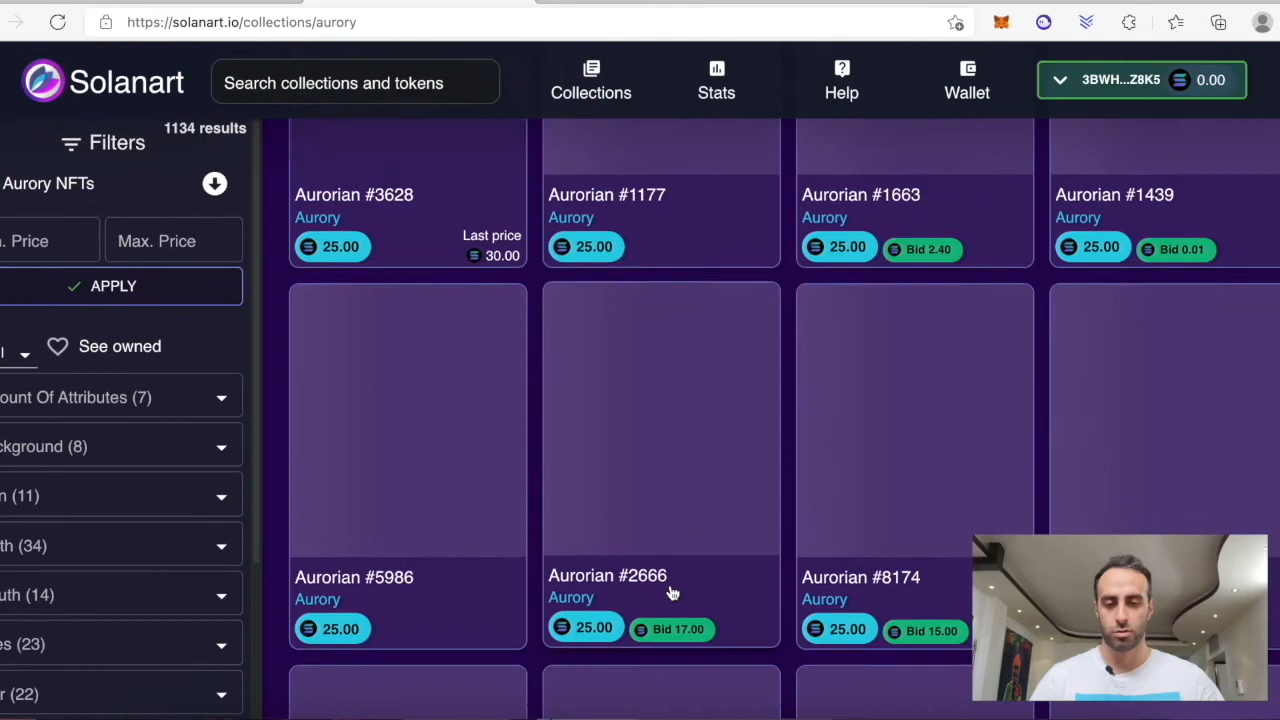 https://solanart.io/collections/aurory
Solanart
Search collections and tokens
Collections
Stats
Help
Wallet
3BWH...Z8K5 0.00
1134 results
Filters
Aurory NFTs
. Price
Max. Price
APPLY
See owned
ount Of Attributes (7)
ckground (8)
n (11)
th (34)
uth (14)
es (23)
r (22)
Aurorian #3628
Aurory
25.00
Last price
30.00
Aurorian #1177
Aurory
25.00
Aurorian #1663
Aurory
25.00 Bid 2.40
Aurorian #1439
Aurory
25.00 Bid 0.01
Aurorian #5986
Aurory
25.00
Aurorian #2666
Aurory
25.00 Bid 17.00
Aurorian #8174
Aurory
25.00 Bid 15.00